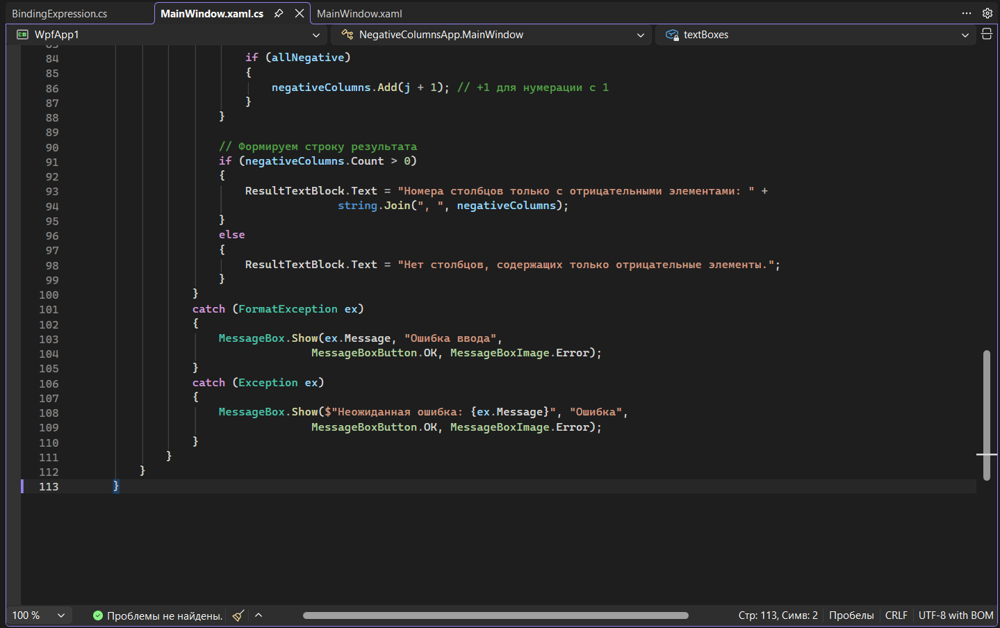 BindingExpression.cs MainWindow.xaml.cs MainWindow.xaml
WpfApp1 NegativeColumnsApp.MainWindow textBoxes
84 if (allNegative)
85 {
86 negativeColumns.Add(j + 1); // +1 для нумерации с 1
87 }
88 }
89
90 // Формируем строку результата
91 if (negativeColumns.Count > 0)
92 {
93 ResultTextBlock.Text = "Номера столбцов только с отрицательными элементами: " +
94 string.Join(", ", negativeColumns);
95 }
96 else
97 {
98 ResultTextBlock.Text = "Нет столбцов, содержащих только отрицательные элементы.";
99 }
100 }
101 catch (FormatException ex)
102 {
103 MessageBox.Show(ex.Message, "Ошибка ввода",
104 MessageBoxButton.OK, MessageBoxImage.Error);
105 }
106 catch (Exception ex)
107 {
108 MessageBox.Show($"Неожиданная ошибка: {ex.Message}", "Ошибка",
109 MessageBoxButton.OK, MessageBoxImage.Error);
110 }
111 }
112 }
113 }
100 % Проблемы не найдены. Стр: 113, Симв: 2 Пробелы CRLF UTF-8 with BOM